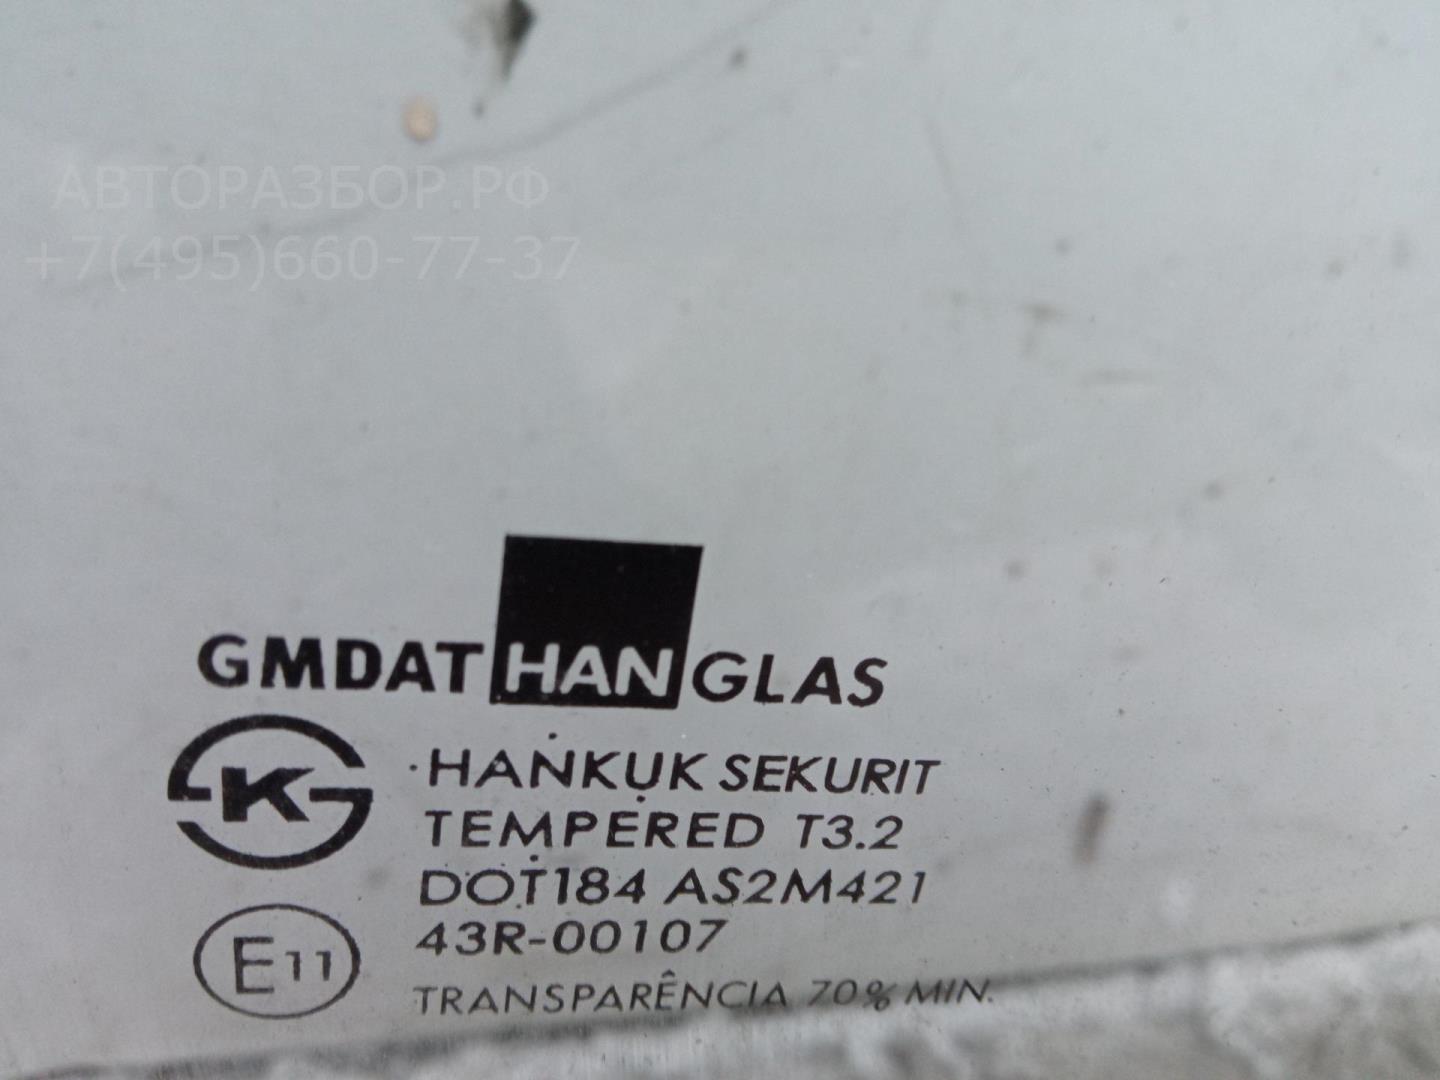 АВТОРАЗБОР.РФ
+7(495)660-77-37
GMDAT HAN GLAS
K
HANKUK SEKURIT
TEMPERED T3.2
DOT184 AS2M421
E11
43R-00107
TRANSPARÊNCIA 70% MIN.